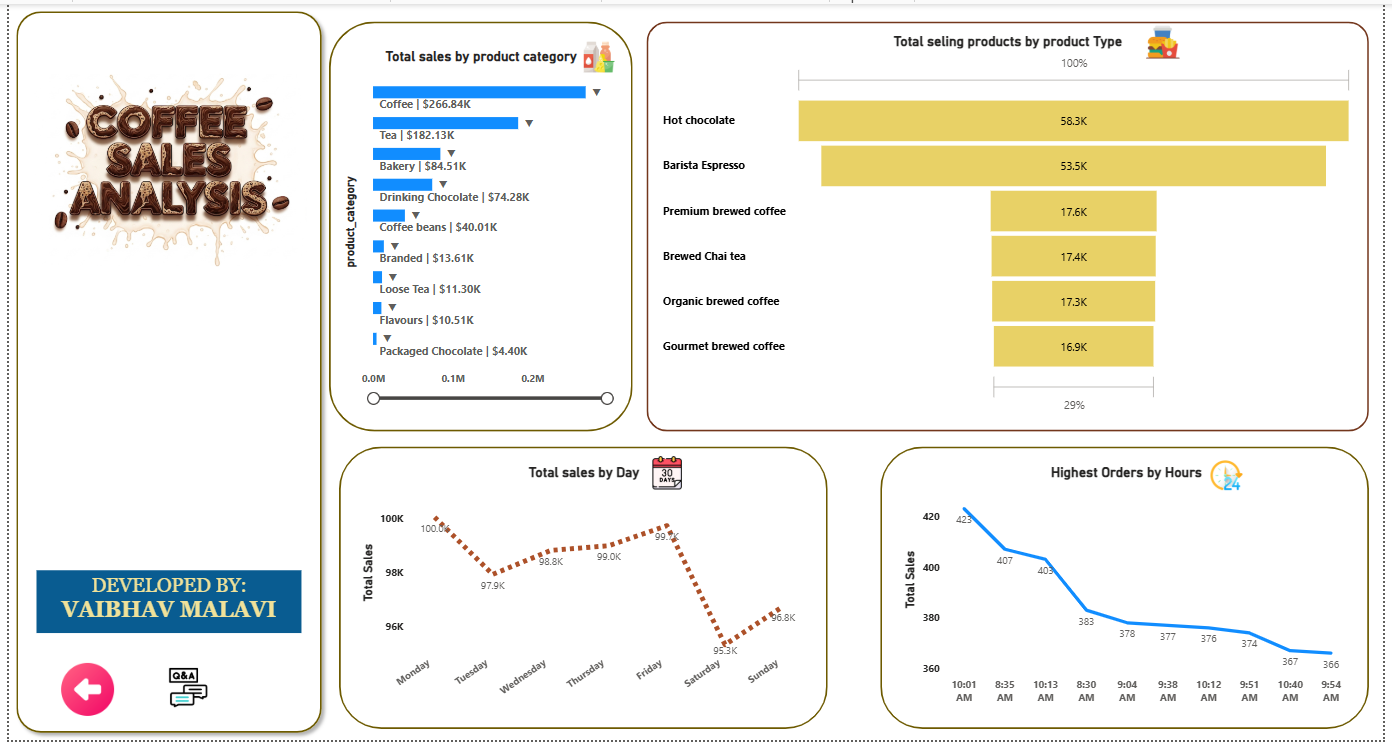 COFFEE
SALES
ANALYSIS
DEVELOPED BY:
VAIBHAV MALAVI
Q&A
Total sales by product category
product_category
Coffee | $266.84K
Tea | $182.13K
Bakery | $84.51K
Drinking Chocolate | $74.28K
Coffee beans | $40.01K
Branded | $13.61K
Loose Tea | $11.30K
Flavours | $10.51K
Packaged Chocolate | $4.40K
0.0M 0.1M 0.2M
Total seling products by product Type
100%
Hot chocolate 58.3K
Barista Espresso 53.5K
Premium brewed coffee 17.6K
Brewed Chai tea 17.4K
Organic brewed coffee 17.3K
Gourmet brewed coffee 16.9K
29%
Total sales by Day
30
DAYS
Total Sales
100K
98K
96K
100.0K
97.9K
98.8K
99.0K
99.7K
95.3K
96.8K
Monday Tuesday Wednesday Thursday Friday Saturday Sunday
Highest Orders by Hours
24
Total Sales
420
400
380
360
423
407
403
383
378
377
376
374
367
366
10:01 8:35 10:13 8:30 9:04 9:38 10:12 9:51 10:40 9:54
AM AM AM AM AM AM AM AM AM AM